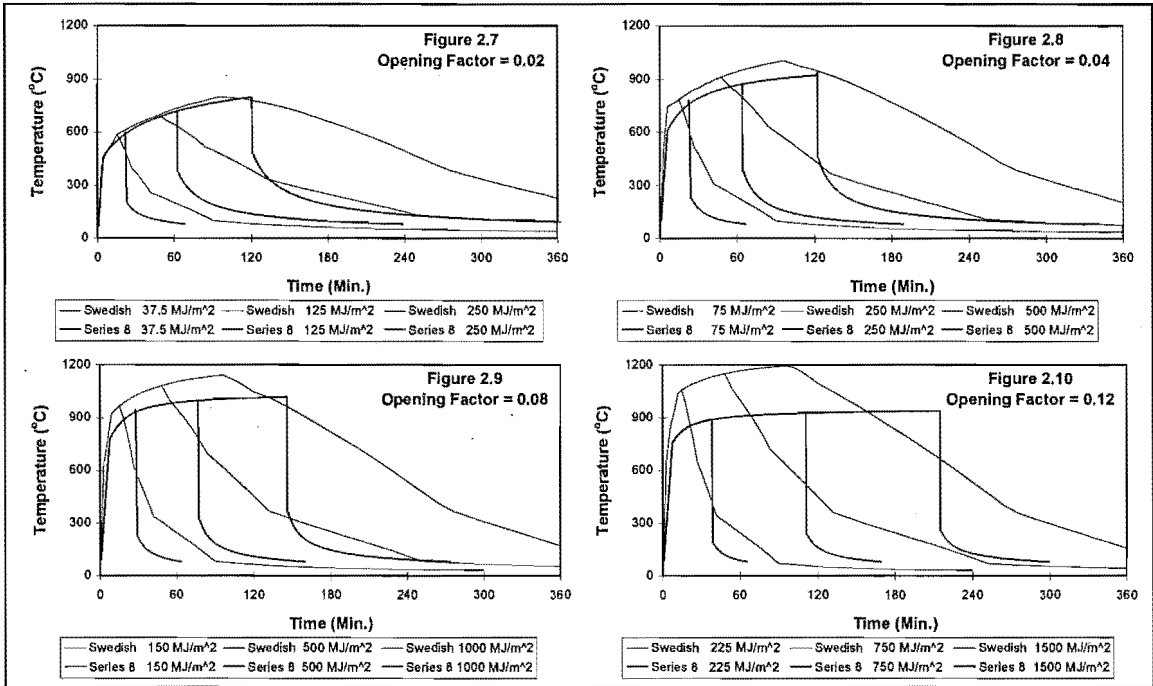 Figure 2.7
Opening Factor = 0.02
Temperature (°C)
1200
900
600
300
0
0 60 120 180 240 300 360
Time (Min.)
Swedish 37.5 MJ/m^2 Swedish 125 MJ/m^2 Swedish 250 MJ/m^2
Series 8 37.5 MJ/m^2 Series 8 125 MJ/m^2 Series 8 250 MJ/m^2
Figure 2.8
Opening Factor = 0.04
Temperature (°C)
1200
900
600
300
0
0 60 120 180 240 300 360
Time (Min.)
Swedish 75 MJ/m^2 Swedish 250 MJ/m^2 Swedish 500 MJ/m^2
Series 8 75 MJ/m^2 Series 8 250 MJ/m^2 Series 8 500 MJ/m^2
Figure 2.9
Opening Factor = 0.08
Temperature (°C)
1200
900
600
300
0
0 60 120 180 240 300 360
Time (Min.)
Swedish 150 MJ/m^2 Swedish 500 MJ/m^2 Swedish 1000 MJ/m^2
Series 8 150 MJ/m^2 Series 8 500 MJ/m^2 Series 8 1000 MJ/m^2
Figure 2.10
Opening Factor = 0.12
Temperature (°C)
1200
900
600
300
0
0 60 120 180 240 300 360
Time (Min.)
Swedish 225 MJ/m^2 Swedish 750 MJ/m^2 Swedish 1500 MJ/m^2
Series 8 225 MJ/m^2 Series 8 750 MJ/m^2 Series 8 1500 MJ/m^2